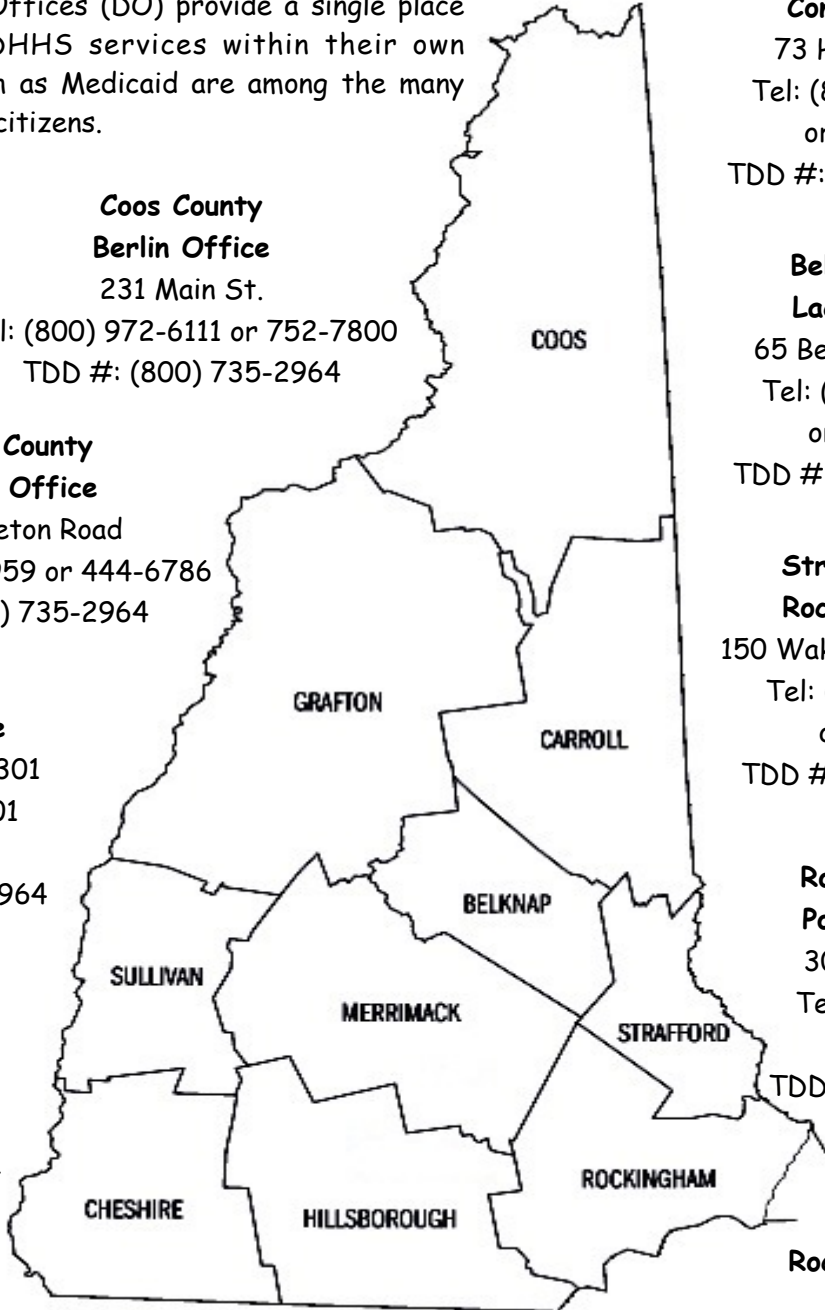 Offices (DO) provide a single place
DHHS services within their own
as Medicaid are among the many
citizens.
Coos County
Berlin Office
231 Main St.
l: (800) 972-6111 or 752-7800
TDD #: (800) 735-2964
County
Office
eton Road
959 or 444-6786
) 735-2964
e
301
01
2964
COOS
GRAFTON
CARROLL
BELKNAP
SULLIVAN
MERRIMACK
STRAFFORD
CHESHIRE
HILLSBOROUGH
ROCKINGHAM
Con
73 H
Tel: (8
or
TDD #:
Bel
La
65 Be
Tel: (
or
TDD #
Str
Roc
150 Wak
Tel:
TDD #
Ro
Po
30
Te
TDD
Roc